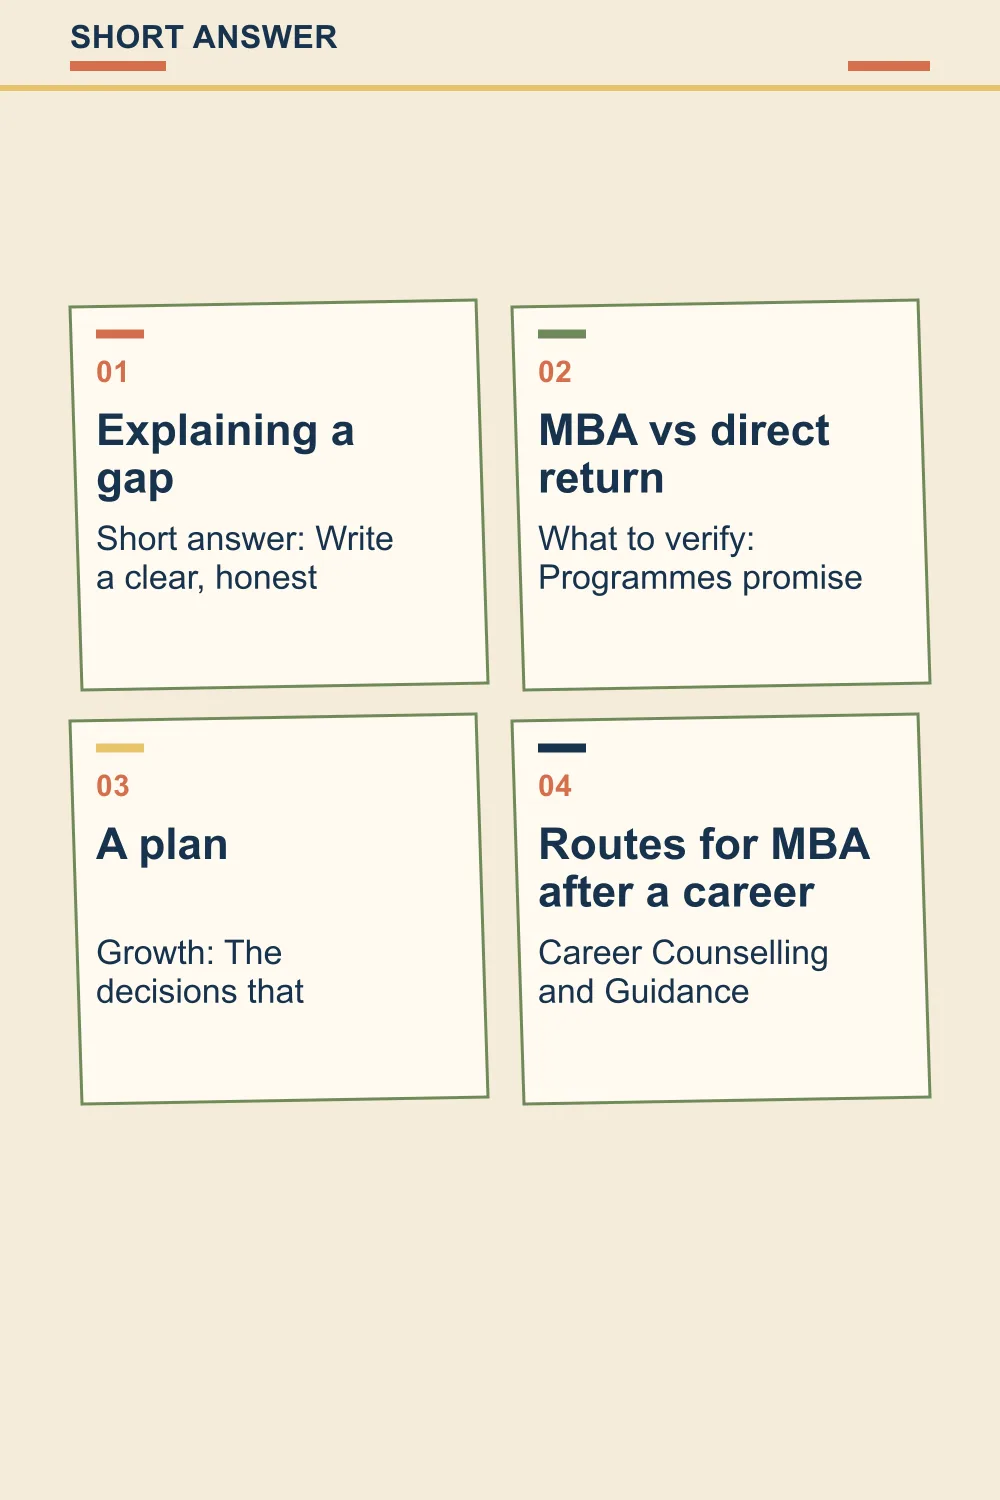 SHORT ANSWER
01
Explaining a
gap
Short answer: Write
a clear, honest
02
MBA vs direct
return
What to verify:
Programmes promise
03
A plan
Growth: The
decisions that
04
Routes for MBA
after a career
Career Counselling
and Guidance